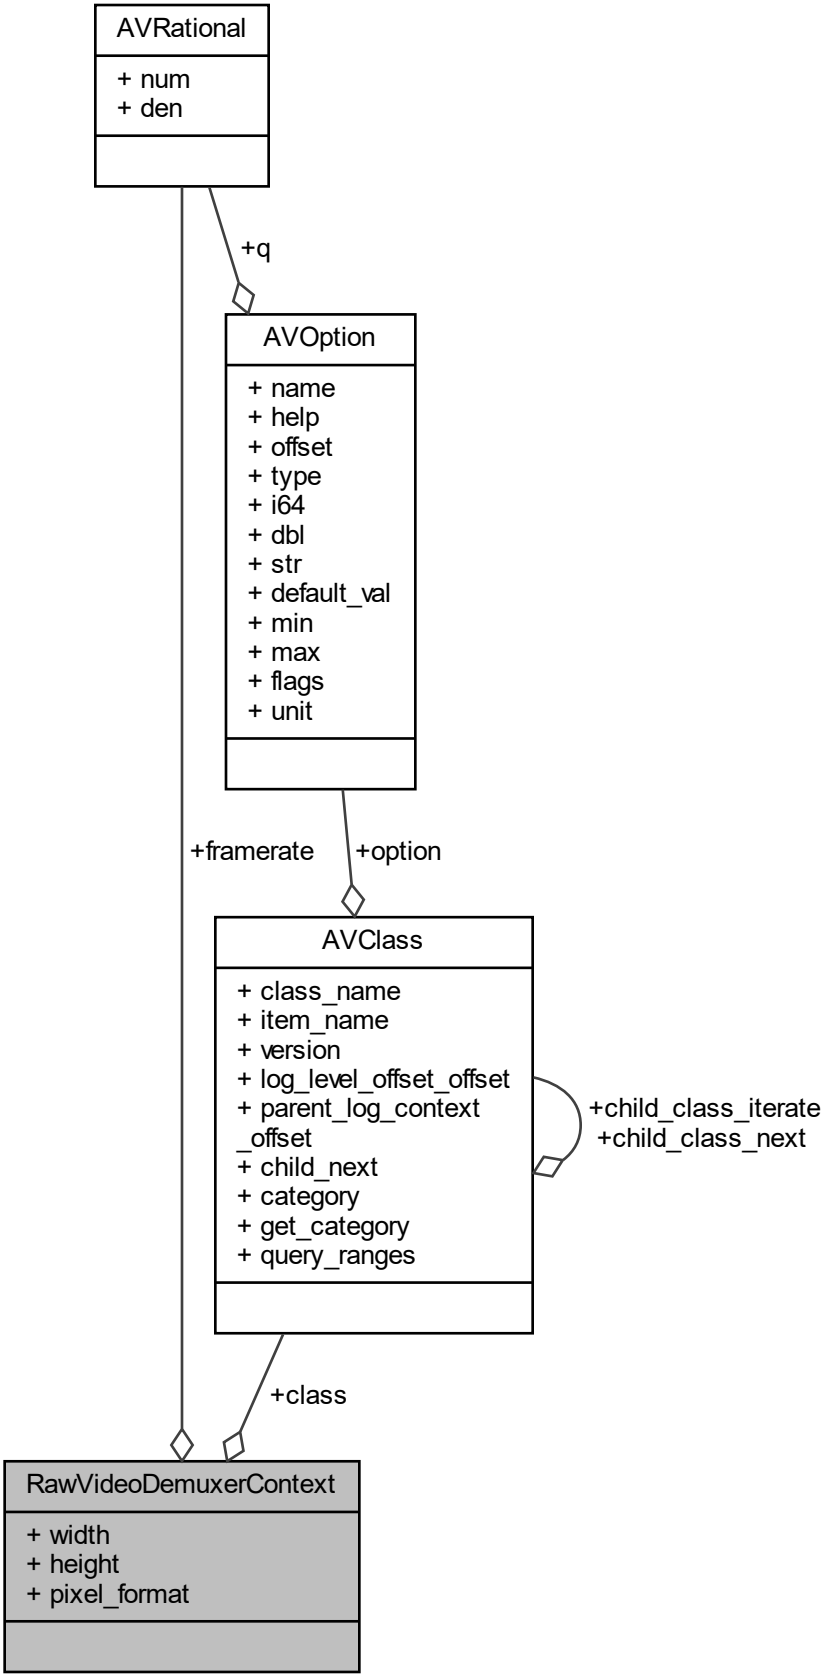 AVRational
+ num
+ den
+q
AVOption
+ name
+ help
+ offset
+ type
+ i64
+ dbl
+ str
+ default_val
+ min
+ max
+ flags
+ unit
+framerate
+option
AVClass
+ class_name
+ item_name
+ version
+ log_level_offset_offset
+ parent_log_context
_offset
+ child_next
+ category
+ get_category
+ query_ranges
+child_class_iterate
+child_class_next
+class
RawVideoDemuxerContext
+ width
+ height
+ pixel_format